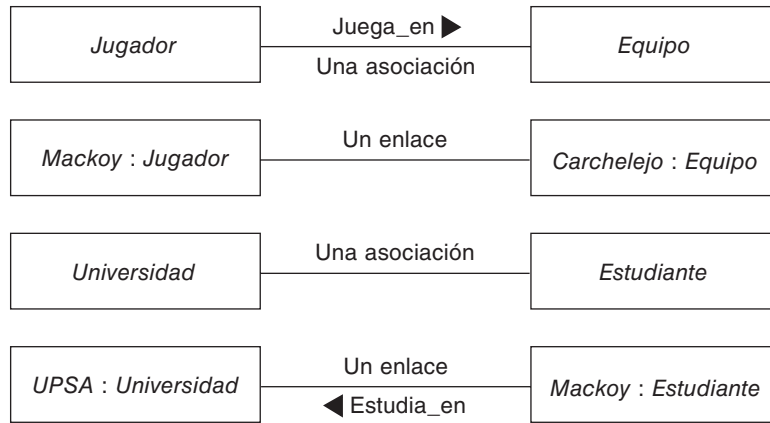 Jugador
Juega_en
Una asociación
Equipo
Mackoy : Jugador
Un enlace
Carchelejo : Equipo
Universidad
Una asociación
Estudiante
UPSA : Universidad
Un enlace
Estudia_en
Mackoy : Estudiante